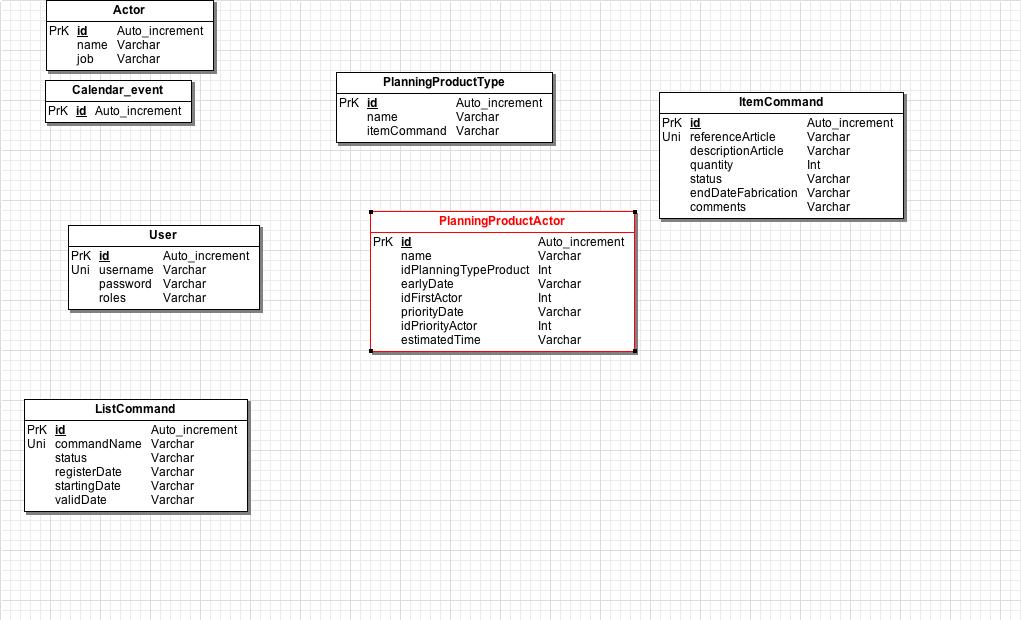 Actor
PrK id Auto_increment
name Varchar
job Varchar
Calendar_event
PrK id Auto_increment
PlanningProductType
PrK id Auto_increment
name Varchar
itemCommand Varchar
ItemCommand
PrK id Auto_increment
Uni referenceArticle Varchar
descriptionArticle Varchar
quantity Int
status Varchar
endDateFabrication Varchar
comments Varchar
User
PrK id Auto_increment
Uni username Varchar
password Varchar
roles Varchar
PlanningProductActor
PrK id Auto_increment
name Varchar
idPlanningTypeProduct Int
earlyDate Varchar
idFirstActor Int
priorityDate Varchar
idPriorityActor Int
estimatedTime Varchar
ListCommand
PrK id Auto_increment
Uni commandName Varchar
status Varchar
registerDate Varchar
startingDate Varchar
validDate Varchar